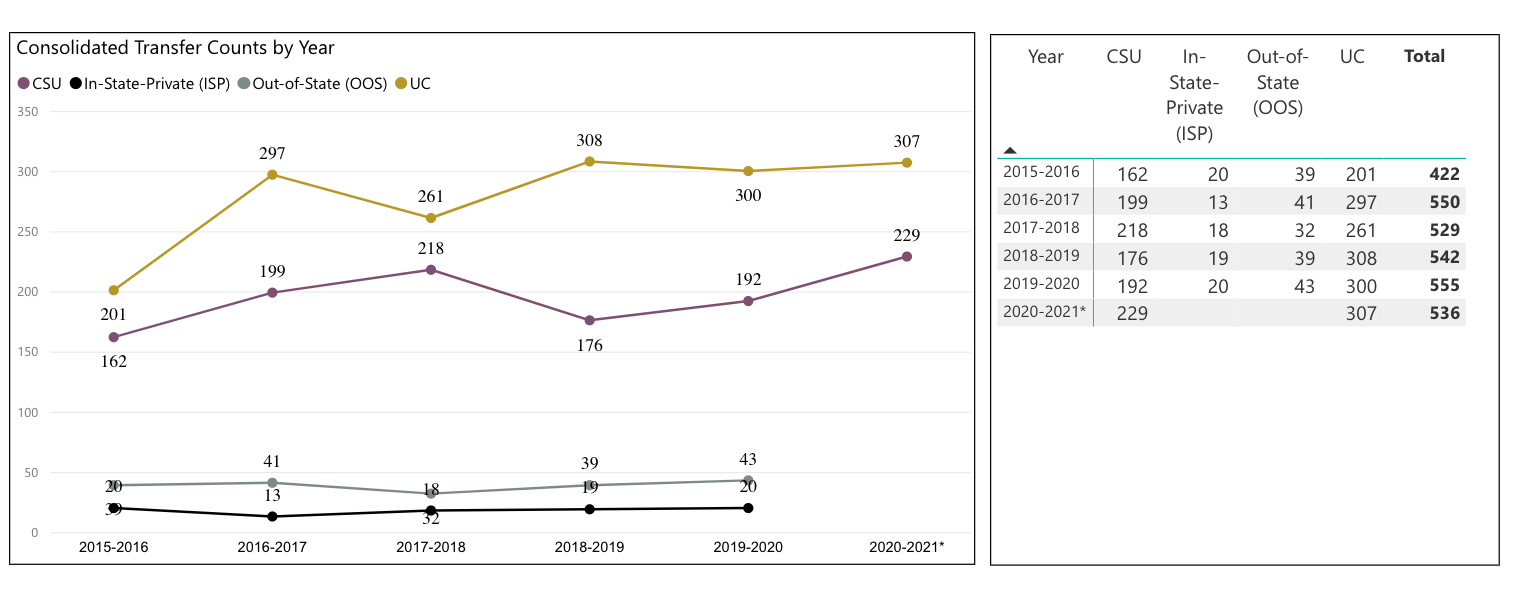 Consolidated Transfer Counts by Year
CSU In-State-Private (ISP) Out-of-State (OOS) UC
350
300
250
200
150
100
50
0
297
308
307
261
300
201
229
218
199
192
162
176
41
39
43
20
13
18
19
20
39
32
2015-2016 2016-2017 2017-2018 2018-2019 2019-2020 2020-2021*
Year CSU In- Out-of- UC Total
State- State
Private (OOS)
(ISP)
2015-2016 162 20 39 201 422
2016-2017 199 13 41 297 550
2017-2018 218 18 32 261 529
2018-2019 176 19 39 308 542
2019-2020 192 20 43 300 555
2020-2021* 229 307 536